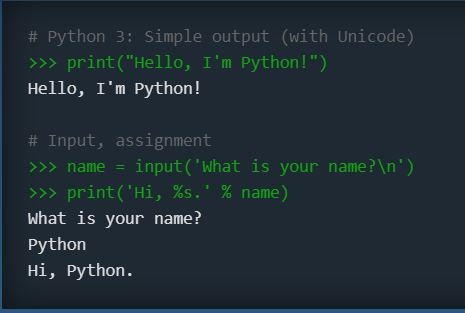 # Python 3: Simple output (with Unicode)
>>> print("Hello, I'm Python!")
Hello, I'm Python!
# Input, assignment
>>> name = input('What is your name?\n')
>>> print('Hi, %s.' % name)
What is your name?
Python
Hi, Python.